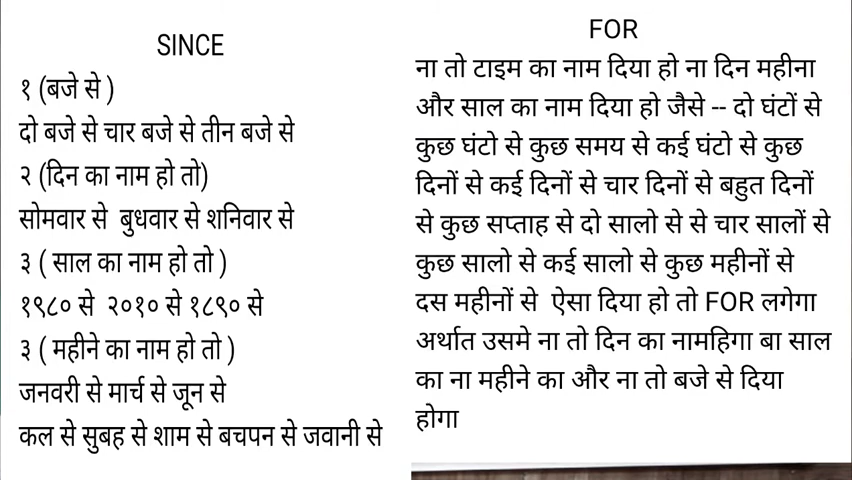 SINCE
१ (बजे से )
दो बजे से चार बजे से तीन बजे से
२ (दिन का नाम हो तो)
सोमवार से बुधवार से शनिवार से
३ ( साल का नाम हो तो )
१९८० से २०१० से १८९० से
३ ( महीने का नाम हो तो )
जनवरी से मार्च से जून से
कल से सुबह से शाम से बचपन से जवानी से
FOR
ना तो टाइम का नाम दिया हो ना दिन महीना
और साल का नाम दिया हो जैसे -- दो घंटों से
कुछ घंटो से कुछ समय से कई घंटो से कुछ
दिनों से कई दिनों से चार दिनों से बहुत दिनों
से कुछ सप्ताह से दो सालो से से चार सालों से
कुछ सालो से कई सालो से कुछ महीनों से
दस महीनों से ऐसा दिया हो तो FOR लगेगा
अर्थात उसमे ना तो दिन का नामहिगा बा साल
का ना महीने का और ना तो बजे से दिया
होगा